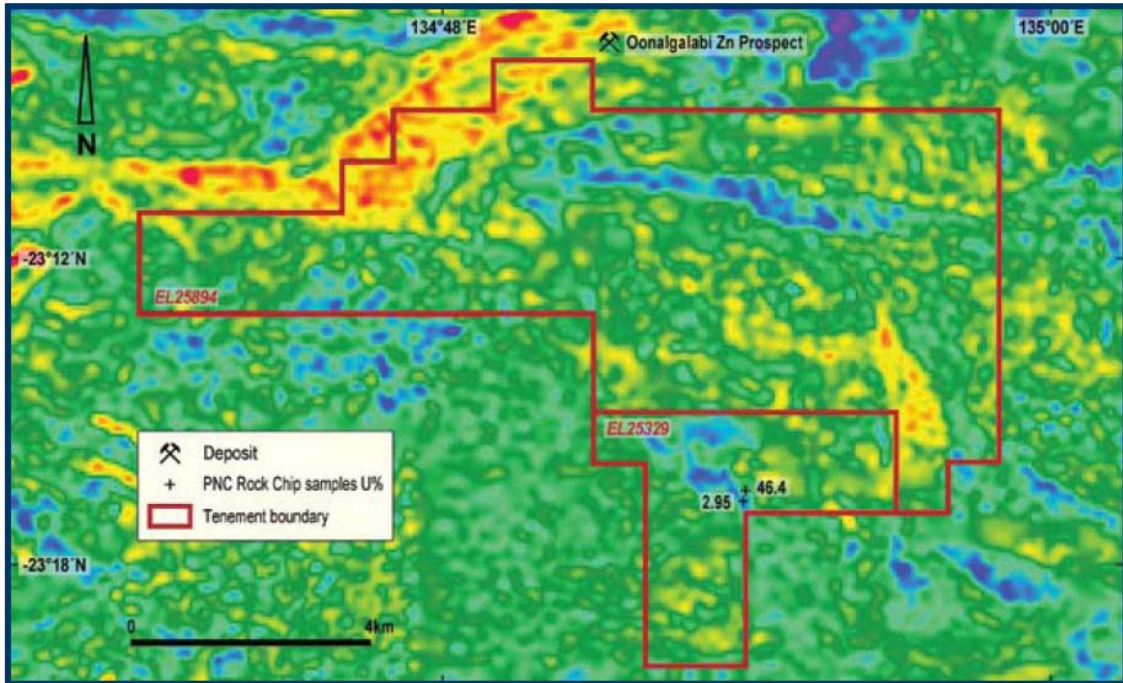 134°48´E
135°00´E
Oonalgalabi Zn Prospect
N
-23°12´N
EL25894
EL25329
Deposit
PNC Rock Chip samples U%
Tenement boundary
46.4
2.95
-23°18´N
0
4km